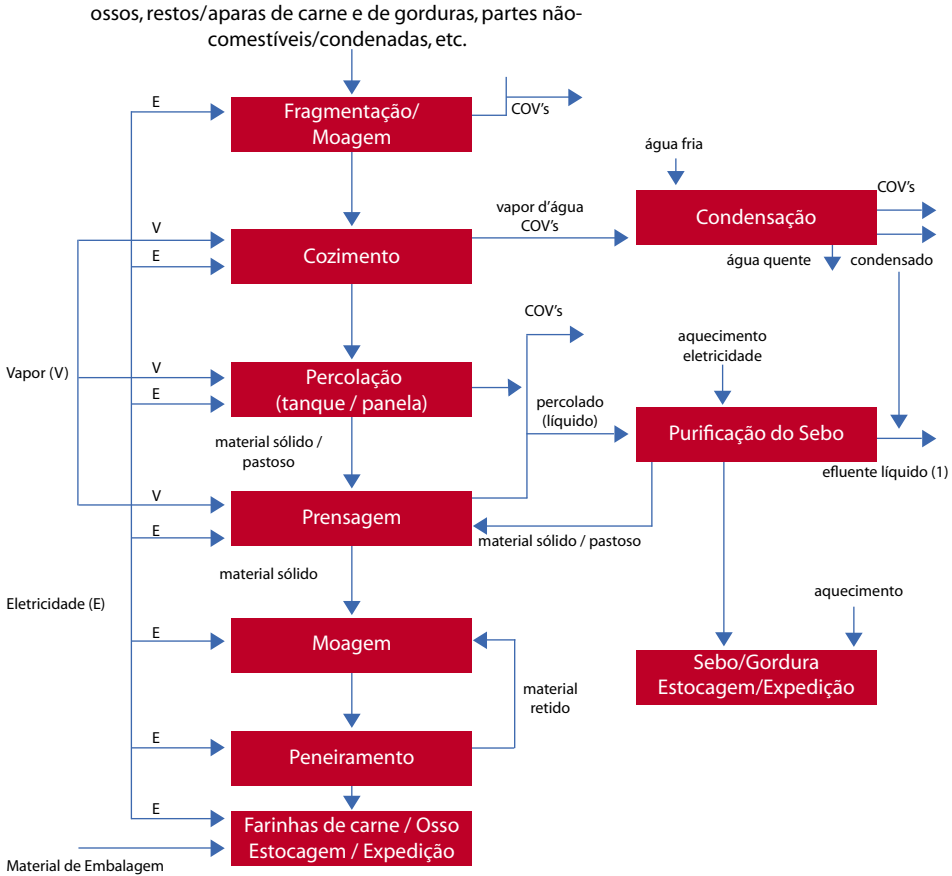 ossos, restos/aparas de carne e de gorduras, partes não-
comestíveis/condenadas, etc.
E
Fragmentação/
Moagem
COV's
água fria
COV's
V
vapor d'água
COV's
Condensação
E
Cozimento
água quente
condensado
COV's
aquecimento
eletricidade
Vapor (V)
V
E
Percolação
(tanque / panela)
percolado
(líquido)
Purificação do Sebo
material sólido /
pastoso
efluente líquido (1)
V
E
Prensagem
material sólido / pastoso
material sólido
Eletricidade (E)
aquecimento
E
Moagem
Sebo/Gordura
Estocagem/Expedição
material
retido
E
Peneiramento
E
Farinhas de carne / Osso
Estocagem / Expedição
Material de Embalagem